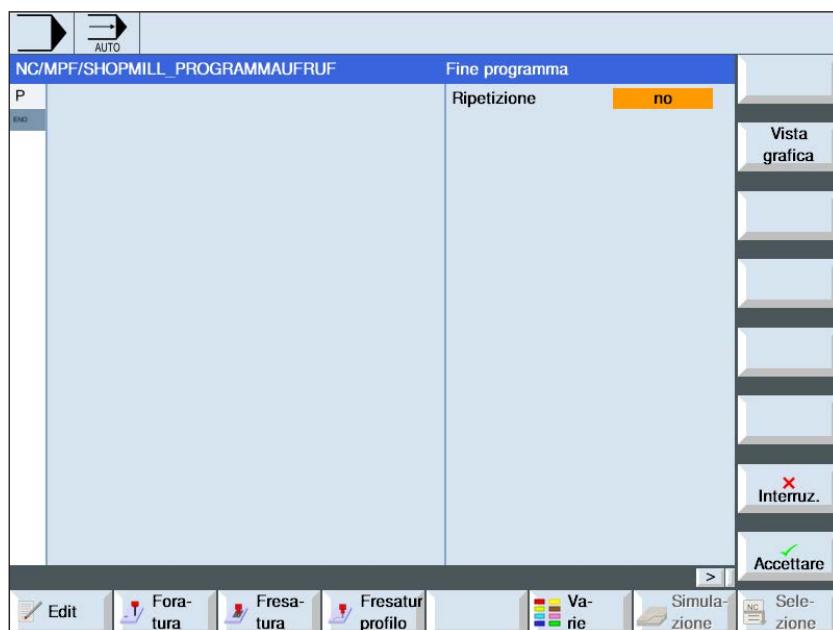 AUTO
NC/MPF/SHOPMILL_PROGRAMMAUFRUF
Fine programma
P
Ripetizione no
END
Vista
grafica
Interruz.
Accettare
>
Edit
Fora-
tura
Fresa-
tura
Fresatur
profilo
Va-
rie
Simula-
zione
NC
Sele-
zione